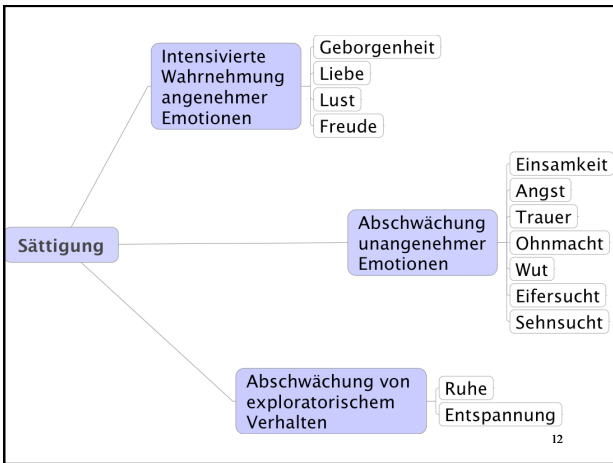 Sättigung
Intensivierte
Wahrnehmung
angenehmer
Emotionen
Geborgenheit
Liebe
Lust
Freude
Abschwächung
unangenehmer
Emotionen
Einsamkeit
Angst
Trauer
Ohnmacht
Wut
Eifersucht
Sehnsucht
Abschwächung von
exploratorischem
Verhalten
Ruhe
Entspannung
12